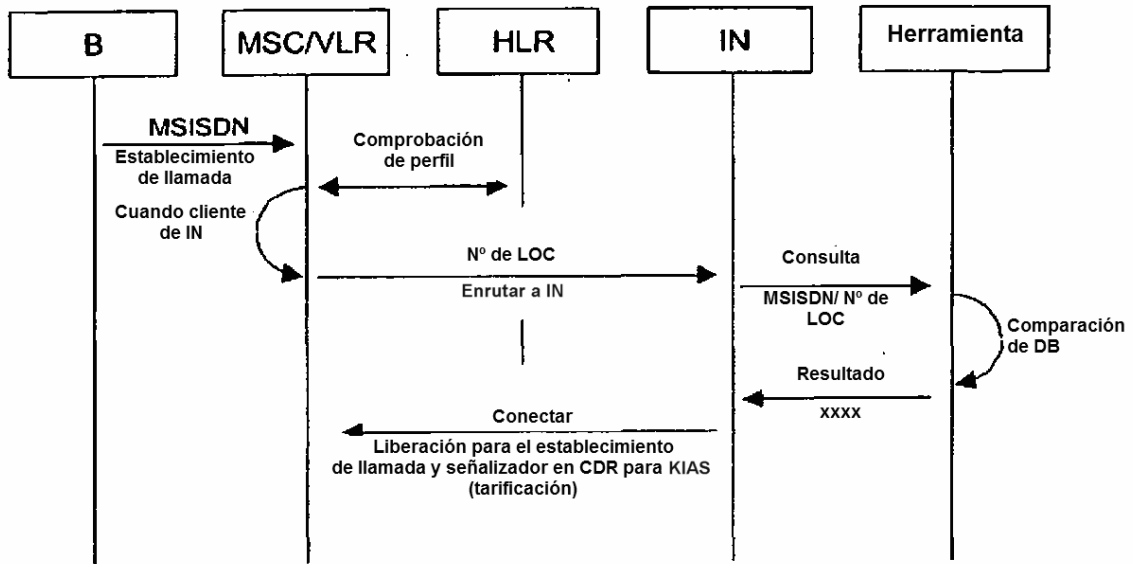 B
MSC/VLR
HLR
IN
Herramienta
MSISDN
Establecimiento
de llamada
Comprobación
de perfil
Cuando cliente
de IN
Nº de LOC
Enrutar a IN
Consulta
MSISDN/ Nº de
LOC
Comparación
de DB
Resultado
xxxx
Conectar
Liberación para el establecimiento
de llamada y señalizador en CDR para KIAS
(tarificación)